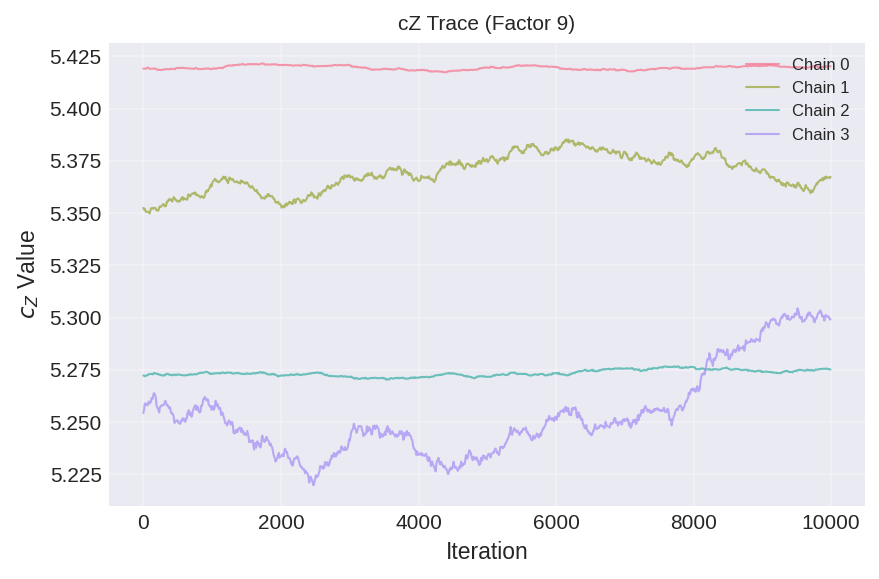 cZ Trace (Factor 9)
5.425
5.400
5.375
5.350
5.325
5.300
5.275
5.250
5.225
cZ Value
Chain 0
Chain 1
Chain 2
Chain 3
0 2000 4000 6000 8000 10000
Iteration